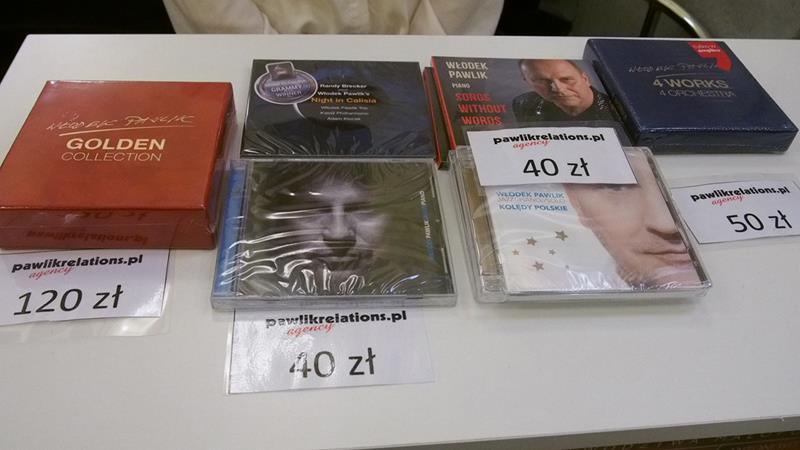 WŁODEK PAWLIK
GOLDEN
COLLECTION
pawlikrelations.pl
agency
120 zł
GRAMMY
WINNER
Randy Brecker
Włodek Pawlik's
Night in Calisia
Włodek Pawlik Trio
Kalisz Philharmonic
Adam Klocek
WŁODEK
PAWLIK
PIANO
SONGS
WITHOUT
WORDS
WŁODEK PAWLIK
4 WORKS
4 ORCHESTRA
pawlikrelations.pl
agency
40 zł
PAWLIK
PIANO
WŁODEK PAWLIK
JAZZ PIANO SOLO
KOLĘDY POLSKIE
pawlikrelations.pl
agency
50 zł
pawlikrelations.pl
agency
40 zł